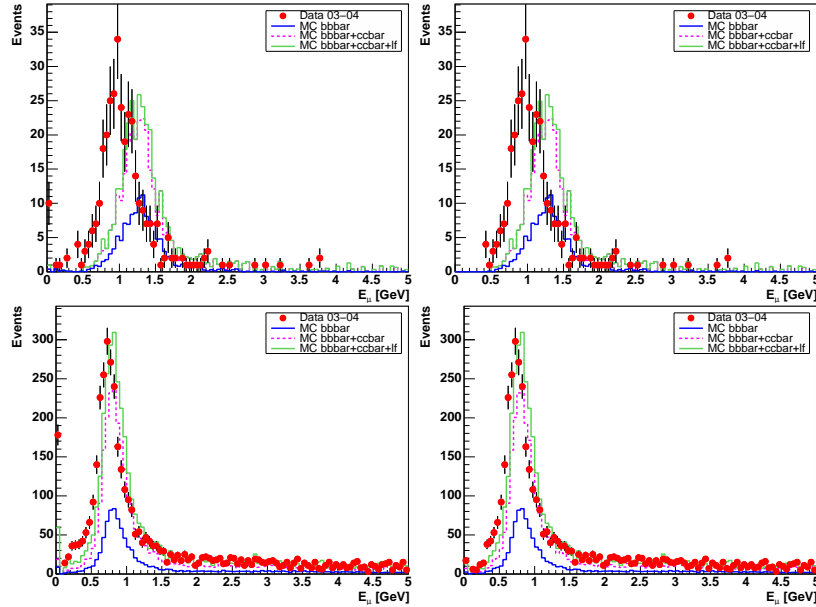 Events
35
30
25
20
15
10
5
0
0 0.5 1 1.5 2 2.5 3 3.5 4 4.5 5
E_μ [GeV]
Data 03-04
MC bbbar
MC bbbar+ccbar
MC bbbar+ccbar+lf
Events
35
30
25
20
15
10
5
0
0 0.5 1 1.5 2 2.5 3 3.5 4 4.5 5
E_μ [GeV]
Data 03-04
MC bbbar
MC bbbar+ccbar
MC bbbar+ccbar+lf
Events
300
250
200
150
100
50
0
0 0.5 1 1.5 2 2.5 3 3.5 4 4.5 5
E_μ [GeV]
Data 03-04
MC bbbar
MC bbbar+ccbar
MC bbbar+ccbar+lf
Events
300
250
200
150
100
50
0
0 0.5 1 1.5 2 2.5 3 3.5 4 4.5 5
E_μ [GeV]
Data 03-04
MC bbbar
MC bbbar+ccbar
MC bbbar+ccbar+lf